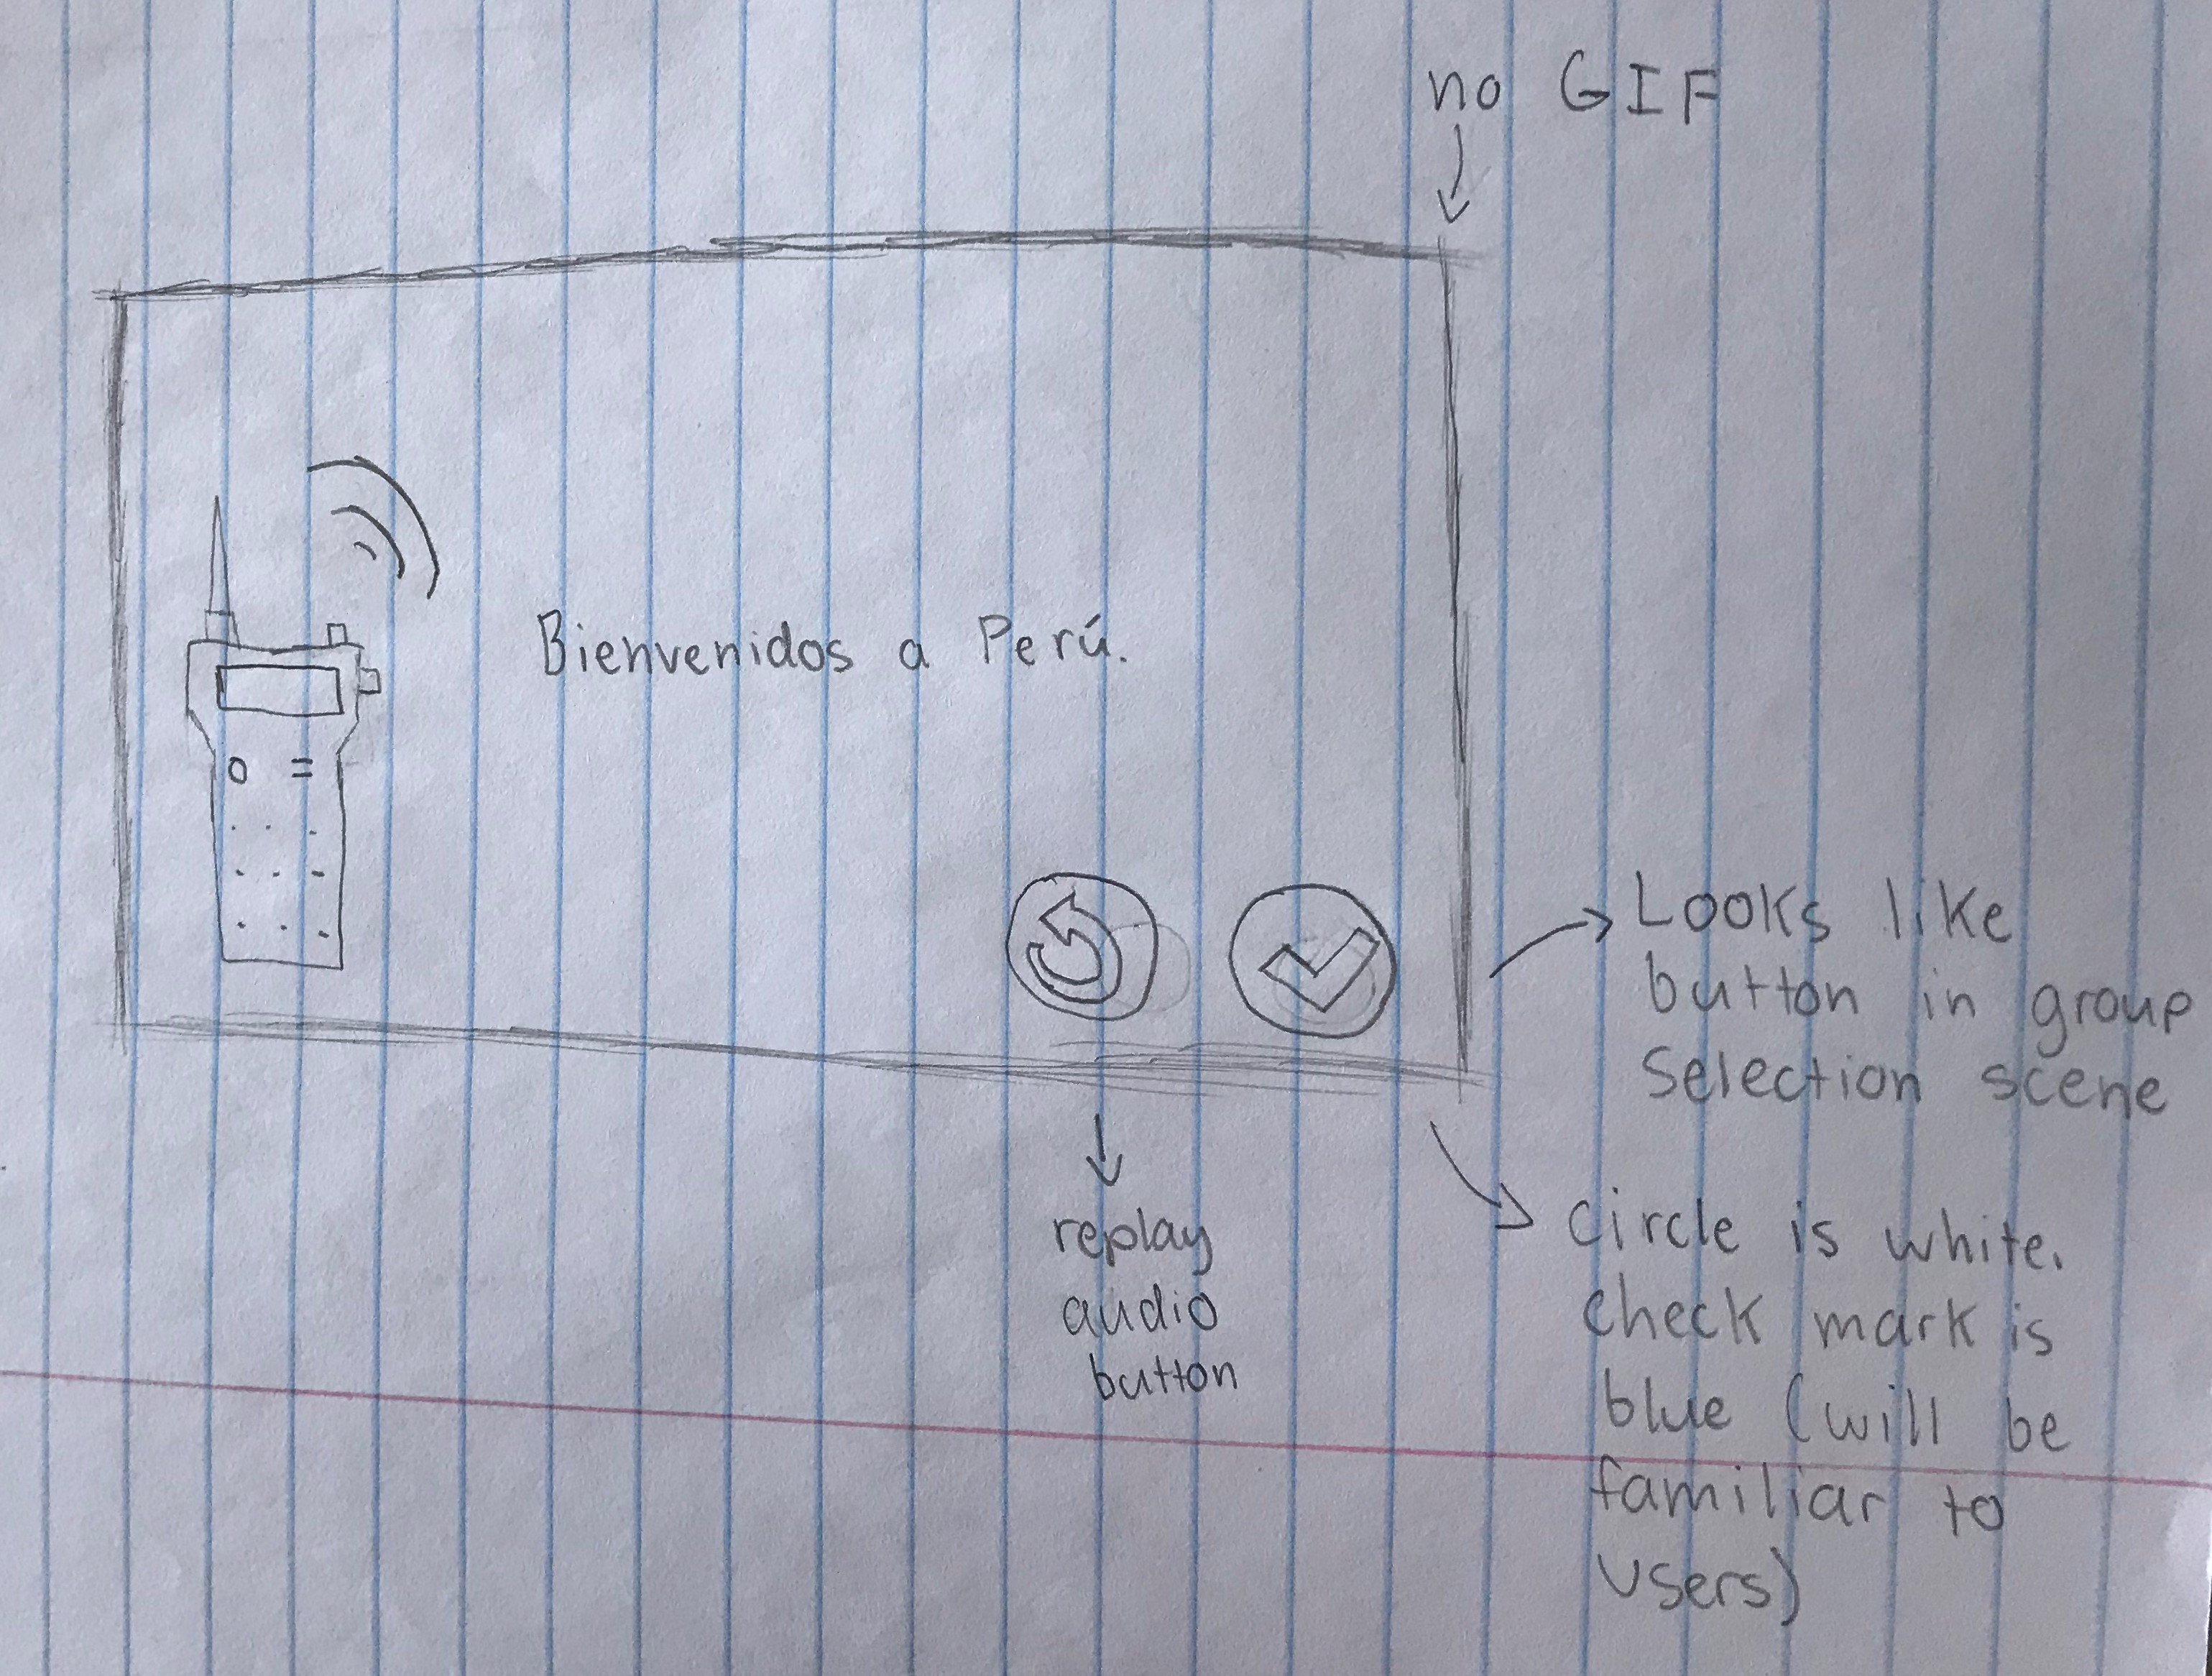 no GIF
Bienvenidos a Perú.
Looks like
button in group
selection scene
replay
audio
button
circle is white.
check mark is
blue (will be
familiar to
users)